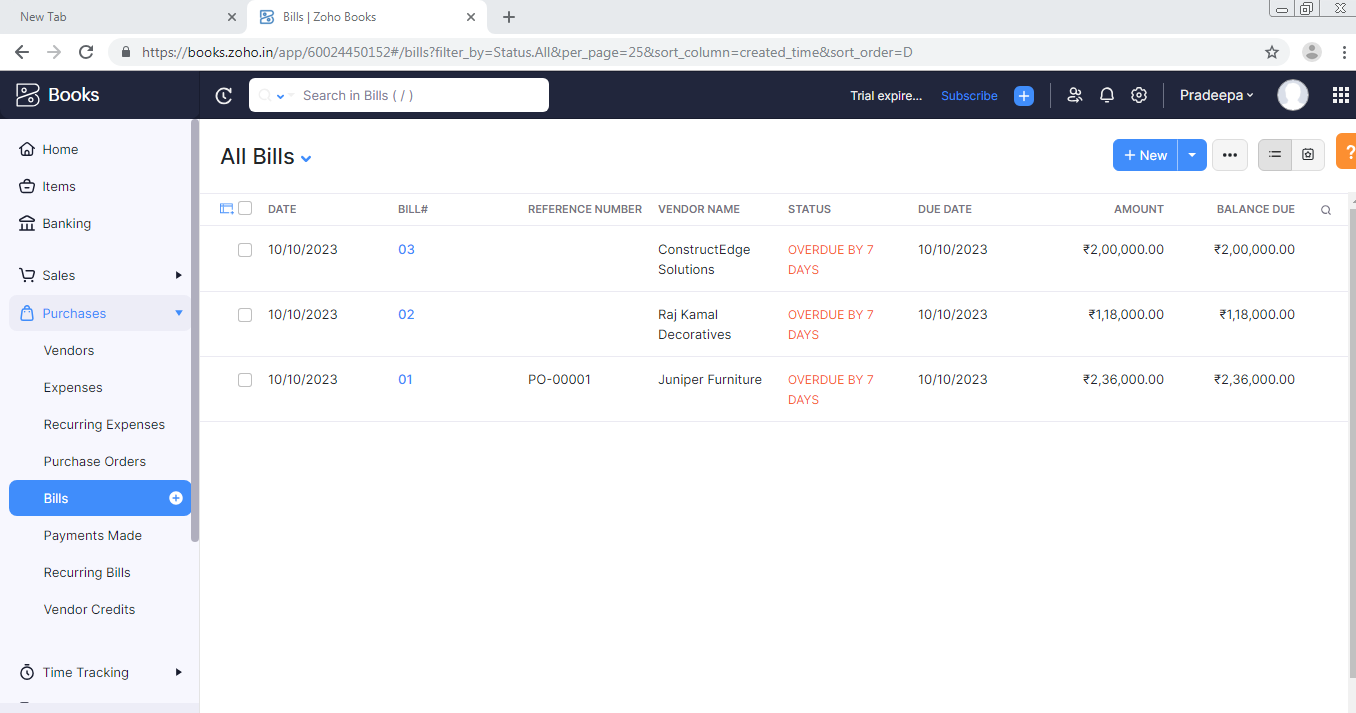 New Tab
Bills | Zoho Books
https://books.zoho.in/app/60024450152#/bills?filter_by=Status.All&per_page=25&sort_column=created_time&sort_order=D
Books
Search in Bills ( / )
Trial expire...
Subscribe
Pradeepa
Home
Items
Banking
Sales
Purchases
Vendors
Expenses
Recurring Expenses
Purchase Orders
Bills
Payments Made
Recurring Bills
Vendor Credits
Time Tracking
All Bills
+ New
?
DATE BILL# REFERENCE NUMBER VENDOR NAME STATUS DUE DATE AMOUNT BALANCE DUE
10/10/2023 03 ConstructEdge Solutions OVERDUE BY 7 DAYS 10/10/2023 ₹2,00,000.00 ₹2,00,000.00
10/10/2023 02 Raj Kamal Decoratives OVERDUE BY 7 DAYS 10/10/2023 ₹1,18,000.00 ₹1,18,000.00
10/10/2023 01 PO-00001 Juniper Furniture OVERDUE BY 7 DAYS 10/10/2023 ₹2,36,000.00 ₹2,36,000.00